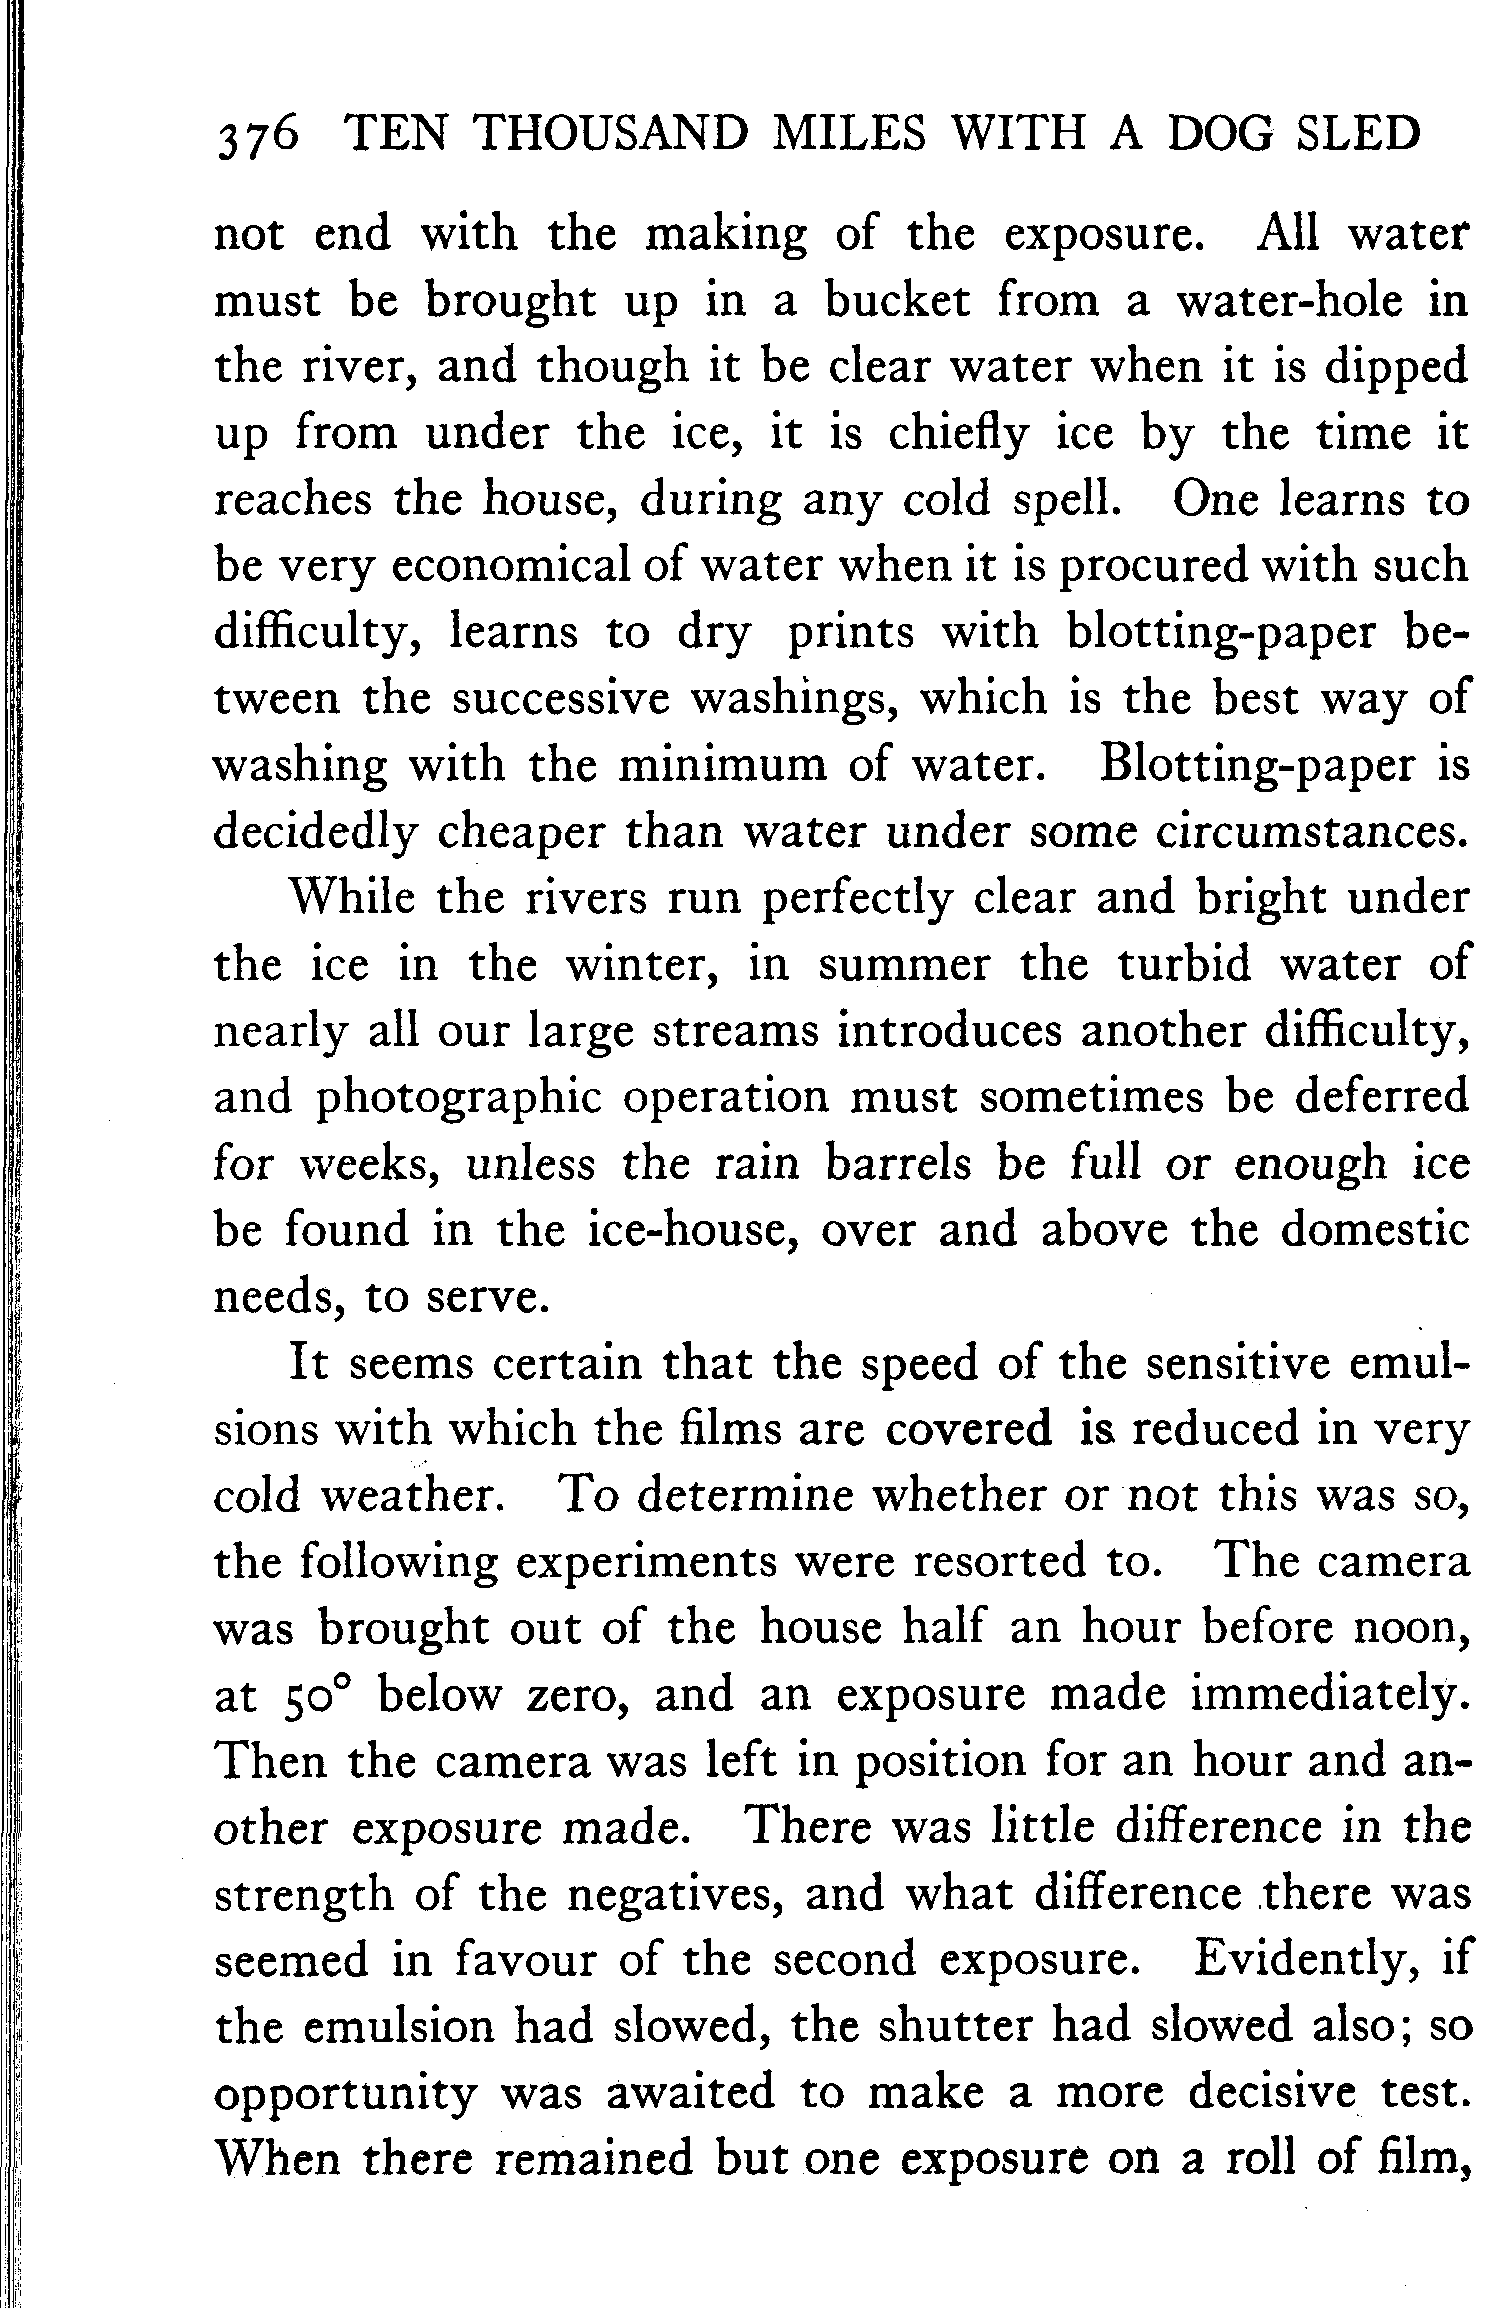 376 TEN THOUSAND MILES WITH A DOG SLED
not end with the making of the exposure. All water
must be brought up in a bucket from a water-hole in
the river, and though it be clear water when it is dipped
up from under the ice, it is chiefly ice by the time it
reaches the house, during any cold spell. One learns to
be very economical of water when it is procured with such
difficulty, learns to dry prints with blotting-paper be-
tween the successive washings, which is the best way of
washing with the minimum of water. Blotting-paper is
decidedly cheaper than water under some circumstances.
While the rivers run perfectly clear and bright under
the ice in the winter, in summer the turbid water of
nearly all our large streams introduces another difficulty,
and photographic operation must sometimes be deferred
for weeks, unless the rain barrels be full or enough ice
be found in the ice-house, over and above the domestic
needs, to serve.
It seems certain that the speed of the sensitive emul-
sions with which the films are covered is reduced in very
cold weather. To determine whether or not this was so,
the following experiments were resorted to. The camera
was brought out of the house half an hour before noon,
at 50° below zero, and an exposure made immediately.
Then the camera was left in position for an hour and an-
other exposure made. There was little difference in the
strength of the negatives, and what difference there was
seemed in favour of the second exposure. Evidently, if
the emulsion had slowed, the shutter had slowed also; so
opportunity was awaited to make a more decisive test.
When there remained but one exposure on a roll of film,